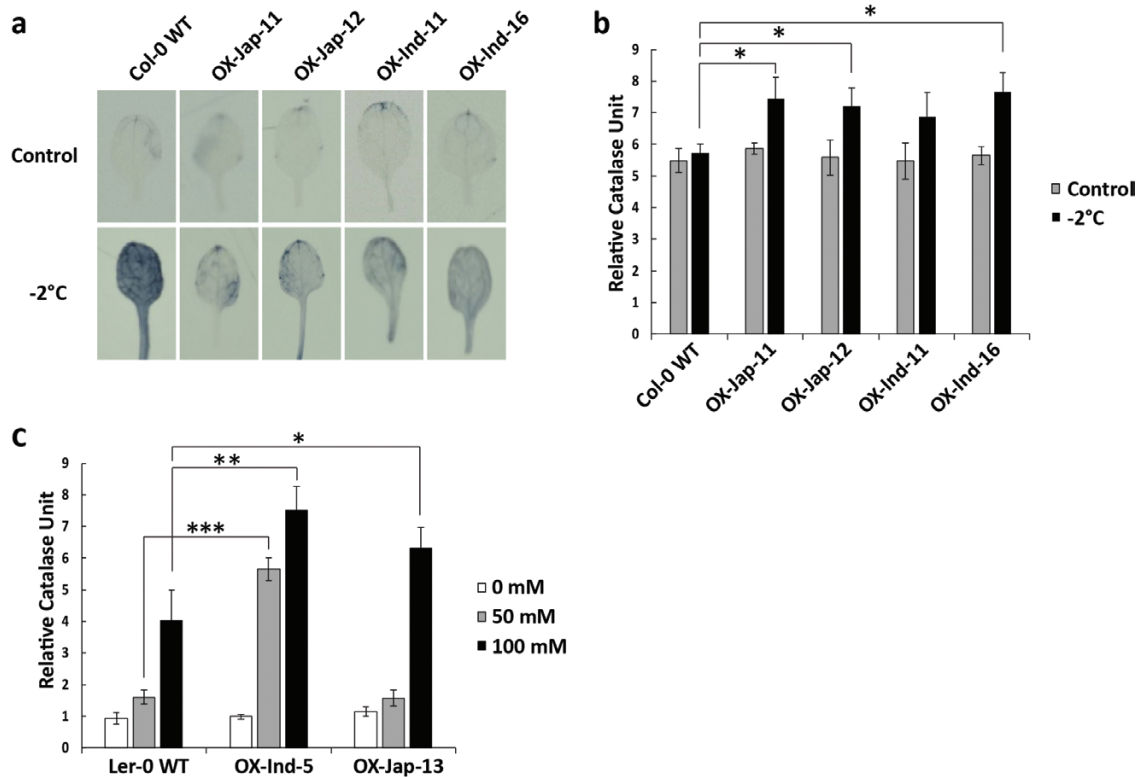 a
Col-0 WT
OX-Jap-11
OX-Jap-12
OX-Ind-11
OX-Ind-16
Control
-2°C
b
*
*
*
Relative Catalase Unit
9
8
7
6
5
4
3
2
1
0
Col-0 WT
OX-Jap-11
OX-Jap-12
OX-Ind-11
OX-Ind-16
Control
-2°C
c
*
**
***
Relative Catalase Unit
9
8
7
6
5
4
3
2
1
0
Ler-0 WT
OX-Ind-5
OX-Jap-13
0 mM
50 mM
100 mM